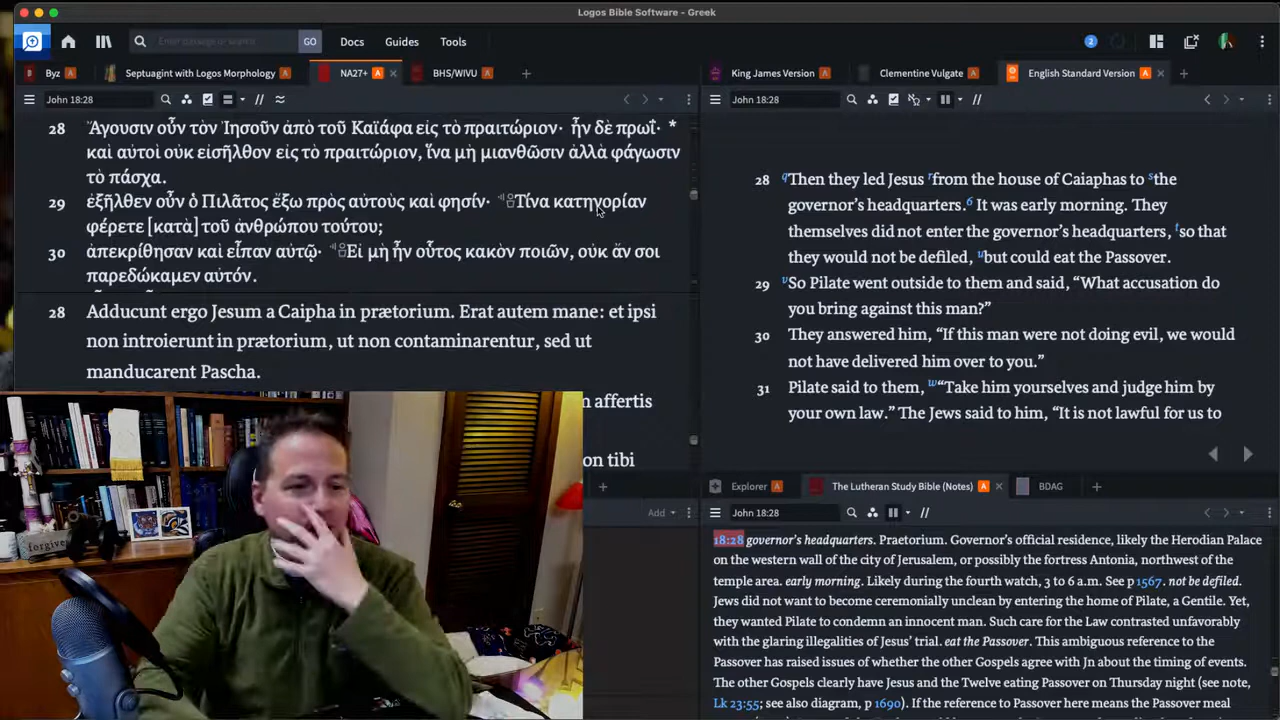 Logos Bible Software - Greek
GO
Docs
Guides
Tools
2
Byz
Septuagint with Logos Morphology
NA27+
BHS/WIVU
John 18:28
28 Ἄγουσιν οὖν τὸν Ἰησοῦν ἀπὸ τοῦ Καϊάφα εἰς τὸ πραιτώριον· ἦν δὲ πρωΐ· *
καὶ αὐτοὶ οὐκ εἰσῆλθον εἰς τὸ πραιτώριον, ἵνα μὴ μιανθῶσιν ἀλλὰ φάγωσιν
τὸ πάσχα.
29 ἐξῆλθεν οὖν ὁ Πιλᾶτος ἔξω πρὸς αὐτοὺς καὶ φησίν· Τίνα κατηγορίαν
φέρετε [κατὰ] τοῦ ἀνθρώπου τούτου;
30 ἀπεκρίθησαν καὶ εἶπαν αὐτῷ· Εἰ μὴ ἦν οὗτος κακὸν ποιῶν, οὐκ ἄν σοι
παρεδώκαμεν αὐτόν.
28 Adducunt ergo Jesum a Caipha in prætorium. Erat autem mane: et ipsi
non introierunt in prætorium, ut non contaminarentur, sed ut
manducarent Pascha.
affertis
on tibi
Add
forgive
King James Version
Clementine Vulgate
English Standard Version
John 18:28
28 qThen they led Jesus rfrom the house of Caiaphas to sthe
governor’s headquarters.6 It was early morning. They
themselves did not enter the governor’s headquarters, tso that
they would not be defiled, ubut could eat the Passover.
29 vSo Pilate went outside to them and said, “What accusation do
you bring against this man?”
30 They answered him, “If this man were not doing evil, we would
not have delivered him over to you.”
31 Pilate said to them, w“Take him yourselves and judge him by
your own law.” The Jews said to him, “It is not lawful for us to
Explorer
The Lutheran Study Bible (Notes)
BDAG
John 18:28
18:28 governor’s headquarters. Praetorium. Governor’s official residence, likely the Herodian Palace
on the western wall of the city of Jerusalem, or possibly the fortress Antonia, northwest of the
temple area. early morning. Likely during the fourth watch, 3 to 6 a.m. See p 1567. not be defiled.
Jews did not want to become ceremonially unclean by entering the home of Pilate, a Gentile. Yet,
they wanted Pilate to condemn an innocent man. Such care for the Law contrasted unfavorably
with the glaring illegalities of Jesus’ trial. eat the Passover. This ambiguous reference to the
Passover has raised issues of whether the other Gospels agree with Jn about the timing of events.
The other Gospels clearly have Jesus and the Twelve eating Passover on Thursday night (see note,
Lk 23:55; see also diagram, p 1690). If the reference to Passover here means the Passover meal